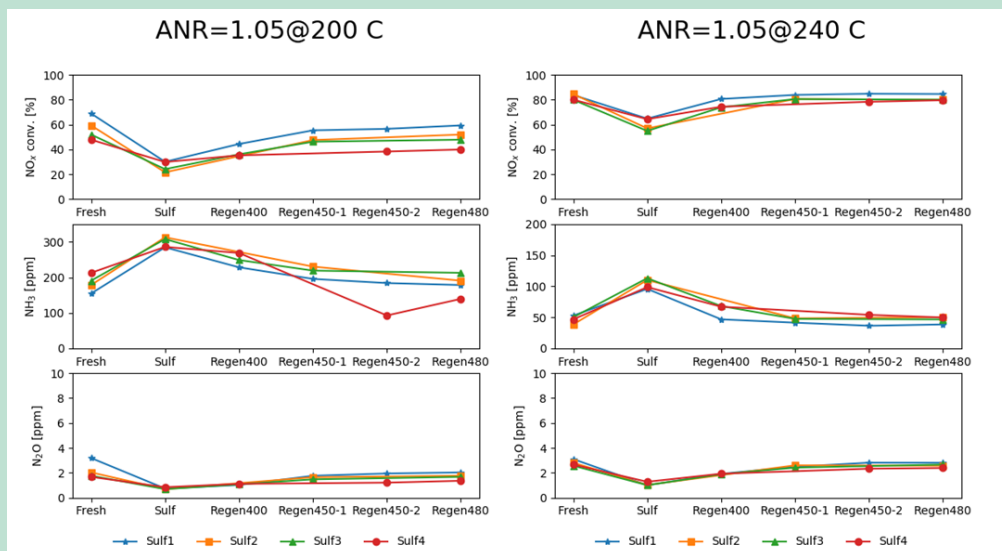 ANR=1.05@200 C
100
80
60
40
20
0
NOx conv. [%]
Fresh Sulf Regen400 Regen450-1 Regen450-2 Regen480
300
200
100
0
NH3 [ppm]
Fresh Sulf Regen400 Regen450-1 Regen450-2 Regen480
10
8
6
4
2
0
N2O [ppm]
Fresh Sulf Regen400 Regen450-1 Regen450-2 Regen480
Sulf1 Sulf2 Sulf3 Sulf4
ANR=1.05@240 C
100
80
60
40
20
0
NOx conv. [%]
Fresh Sulf Regen400 Regen450-1 Regen450-2 Regen480
200
150
100
50
0
NH3 [ppm]
Fresh Sulf Regen400 Regen450-1 Regen450-2 Regen480
10
8
6
4
2
0
N2O [ppm]
Fresh Sulf Regen400 Regen450-1 Regen450-2 Regen480
Sulf1 Sulf2 Sulf3 Sulf4